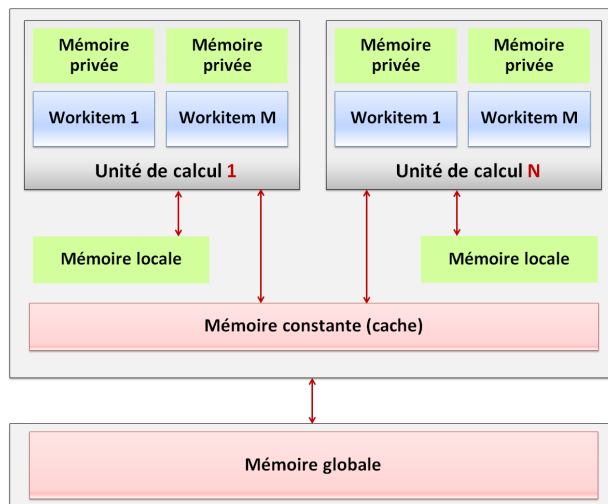 Mémoire
privée
Mémoire
privée
Workitem 1
Workitem M
Unité de calcul 1
Mémoire
privée
Mémoire
privée
Workitem 1
Workitem M
Unité de calcul N
Mémoire locale
Mémoire locale
Mémoire constante (cache)
Mémoire globale